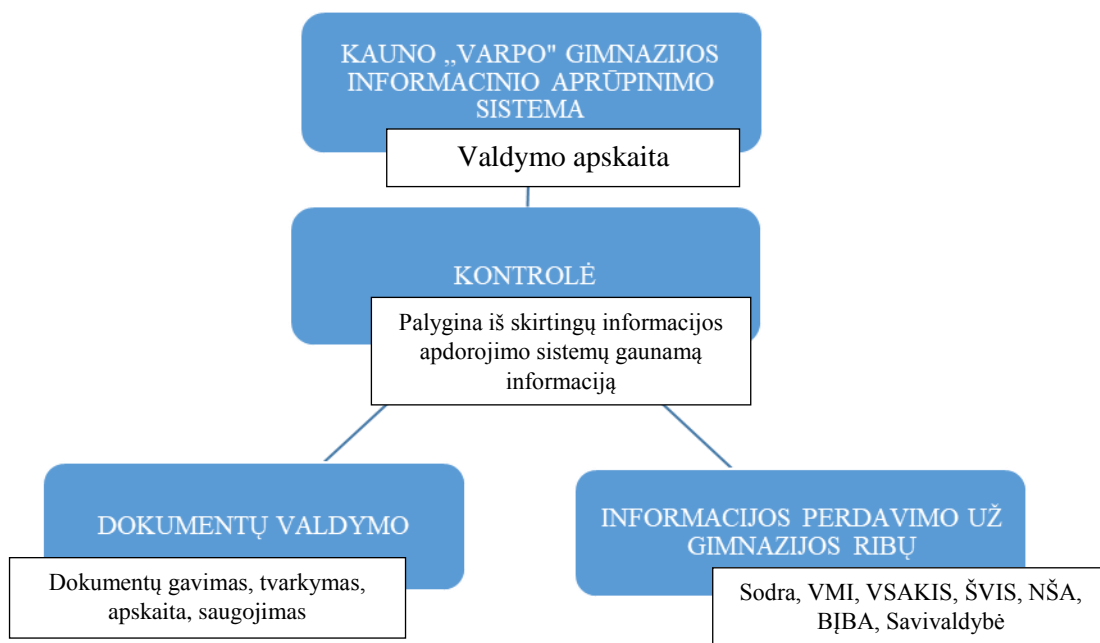 KAUNO ,,VARPO" GIMNAZIJOS
INFORMACINIO APRŪPINIMO
SISTEMA
Valdymo apskaita
KONTROLĖ
Palygina iš skirtingų informacijos
apdorojimo sistemų gaunamą
informaciją
DOKUMENTŲ VALDYMO
Dokumentų gavimas, tvarkymas,
apskaita, saugojimas
INFORMACIJOS PERDAVIMO UŽ
GIMNAZIJOS RIBŲ
Sodra, VMI, VSAKIS, ŠVIS, NŠA,
BĮBA, Savivaldybė